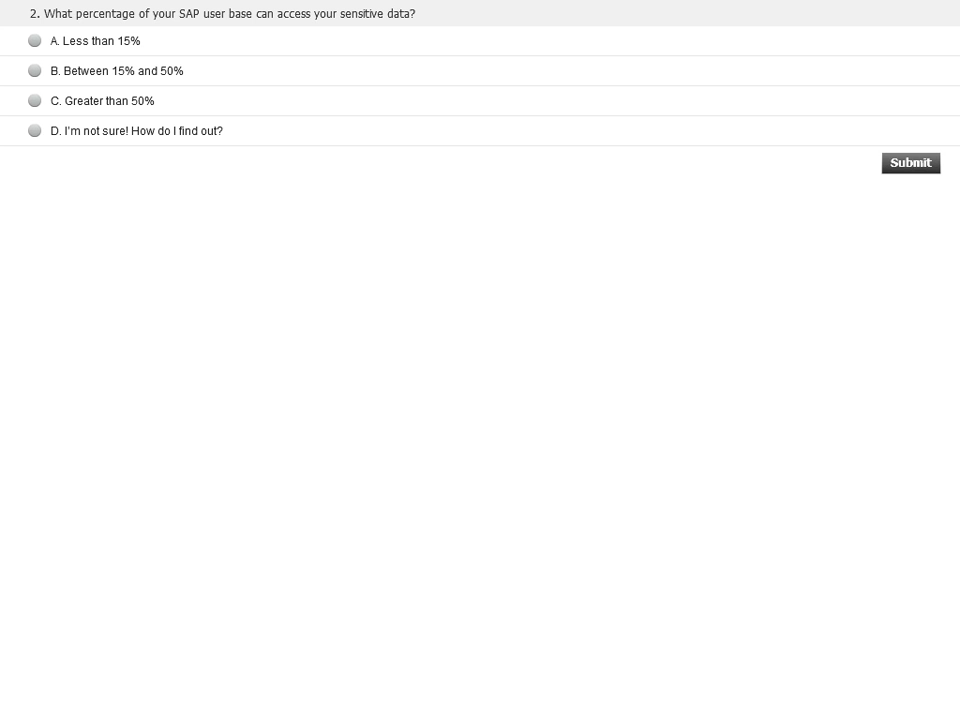 2. What percentage of your SAP user base can access your sensitive data?
A. Less than 15%
B. Between 15% and 50%
C. Greater than 50%
D. I'm not sure! How do I find out?
Submit